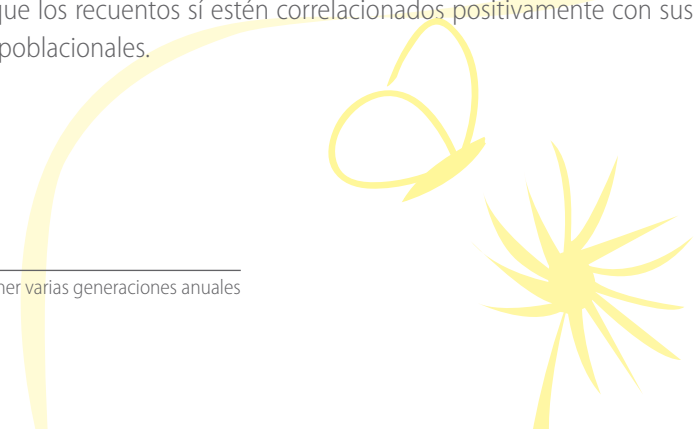 que los recuentos sí estén correlacionados positivamente con sus
poblacionales.
ner varias generaciones anuales